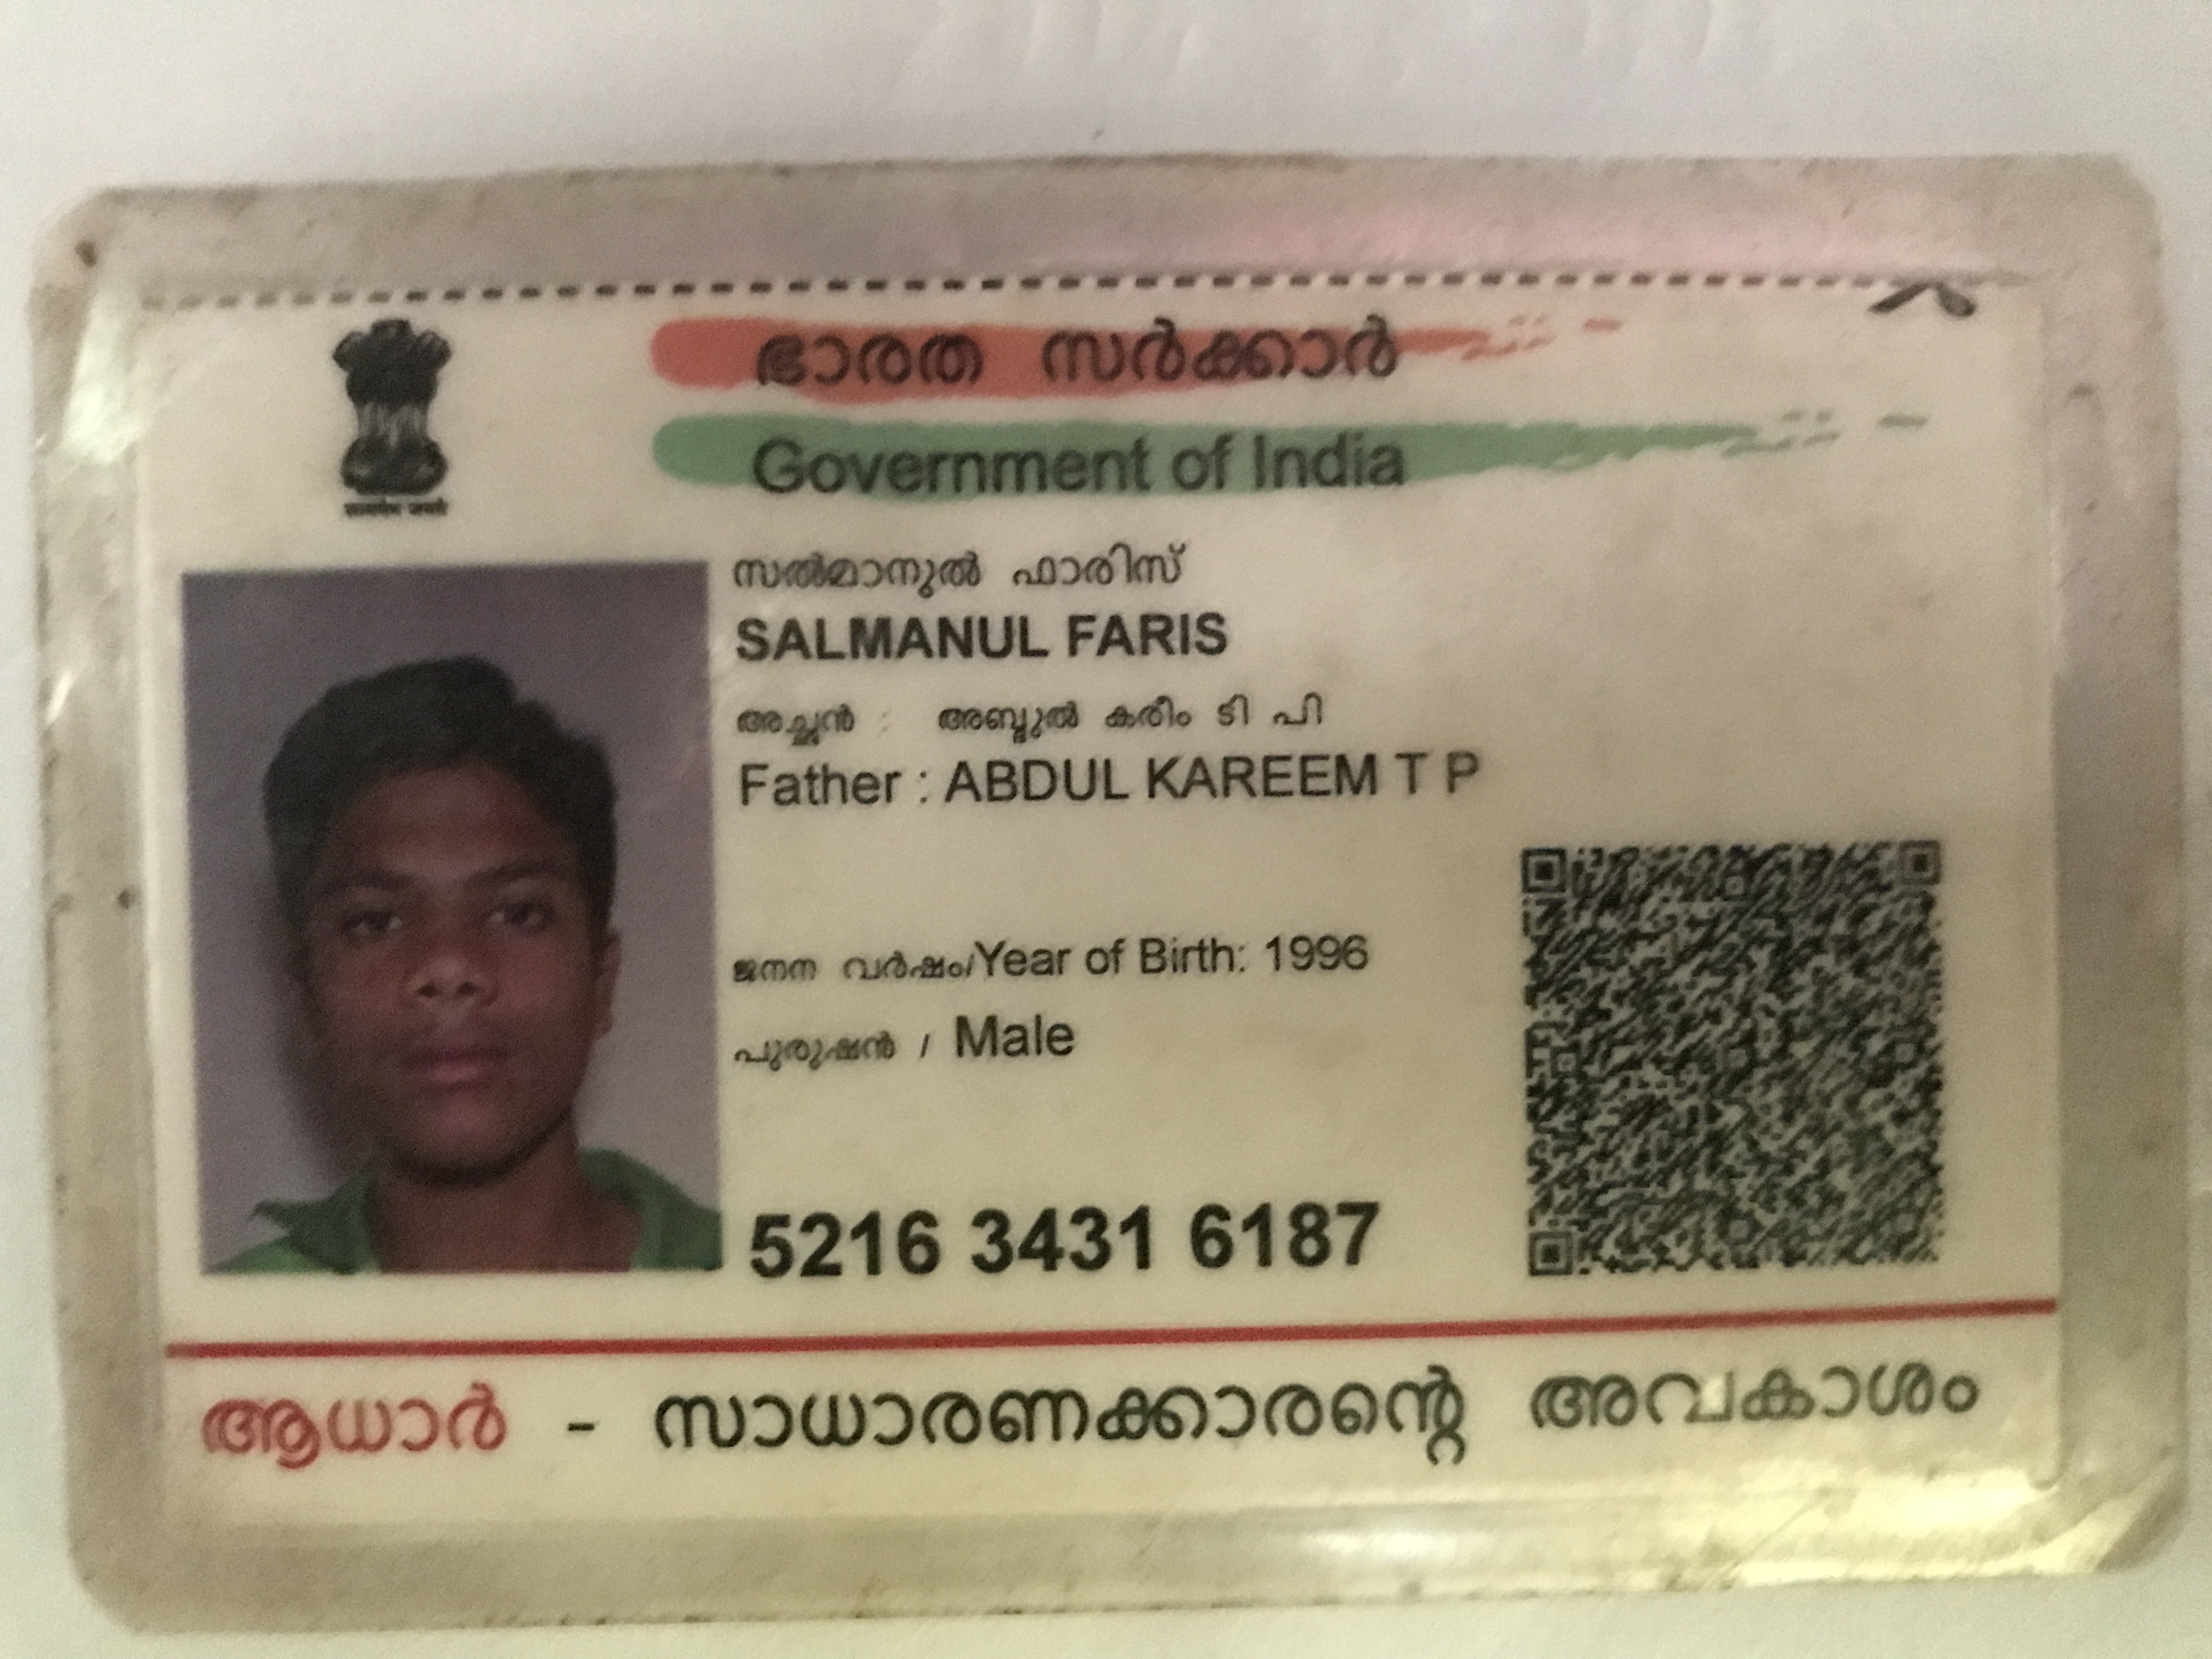 ഭാരത സർക്കാർ
Government of India
സൽമാനുൽ ഫാരിസ്
SALMANUL FARIS
അച്ഛൻ : അബ്ദുൽ കരീം ടി പി
Father : ABDUL KAREEM T P
ജനന വർഷം/Year of Birth: 1996
പുരുഷൻ / Male
5216 3431 6187
ആധാർ - സാധാരണക്കാരന്റെ അവകാശം